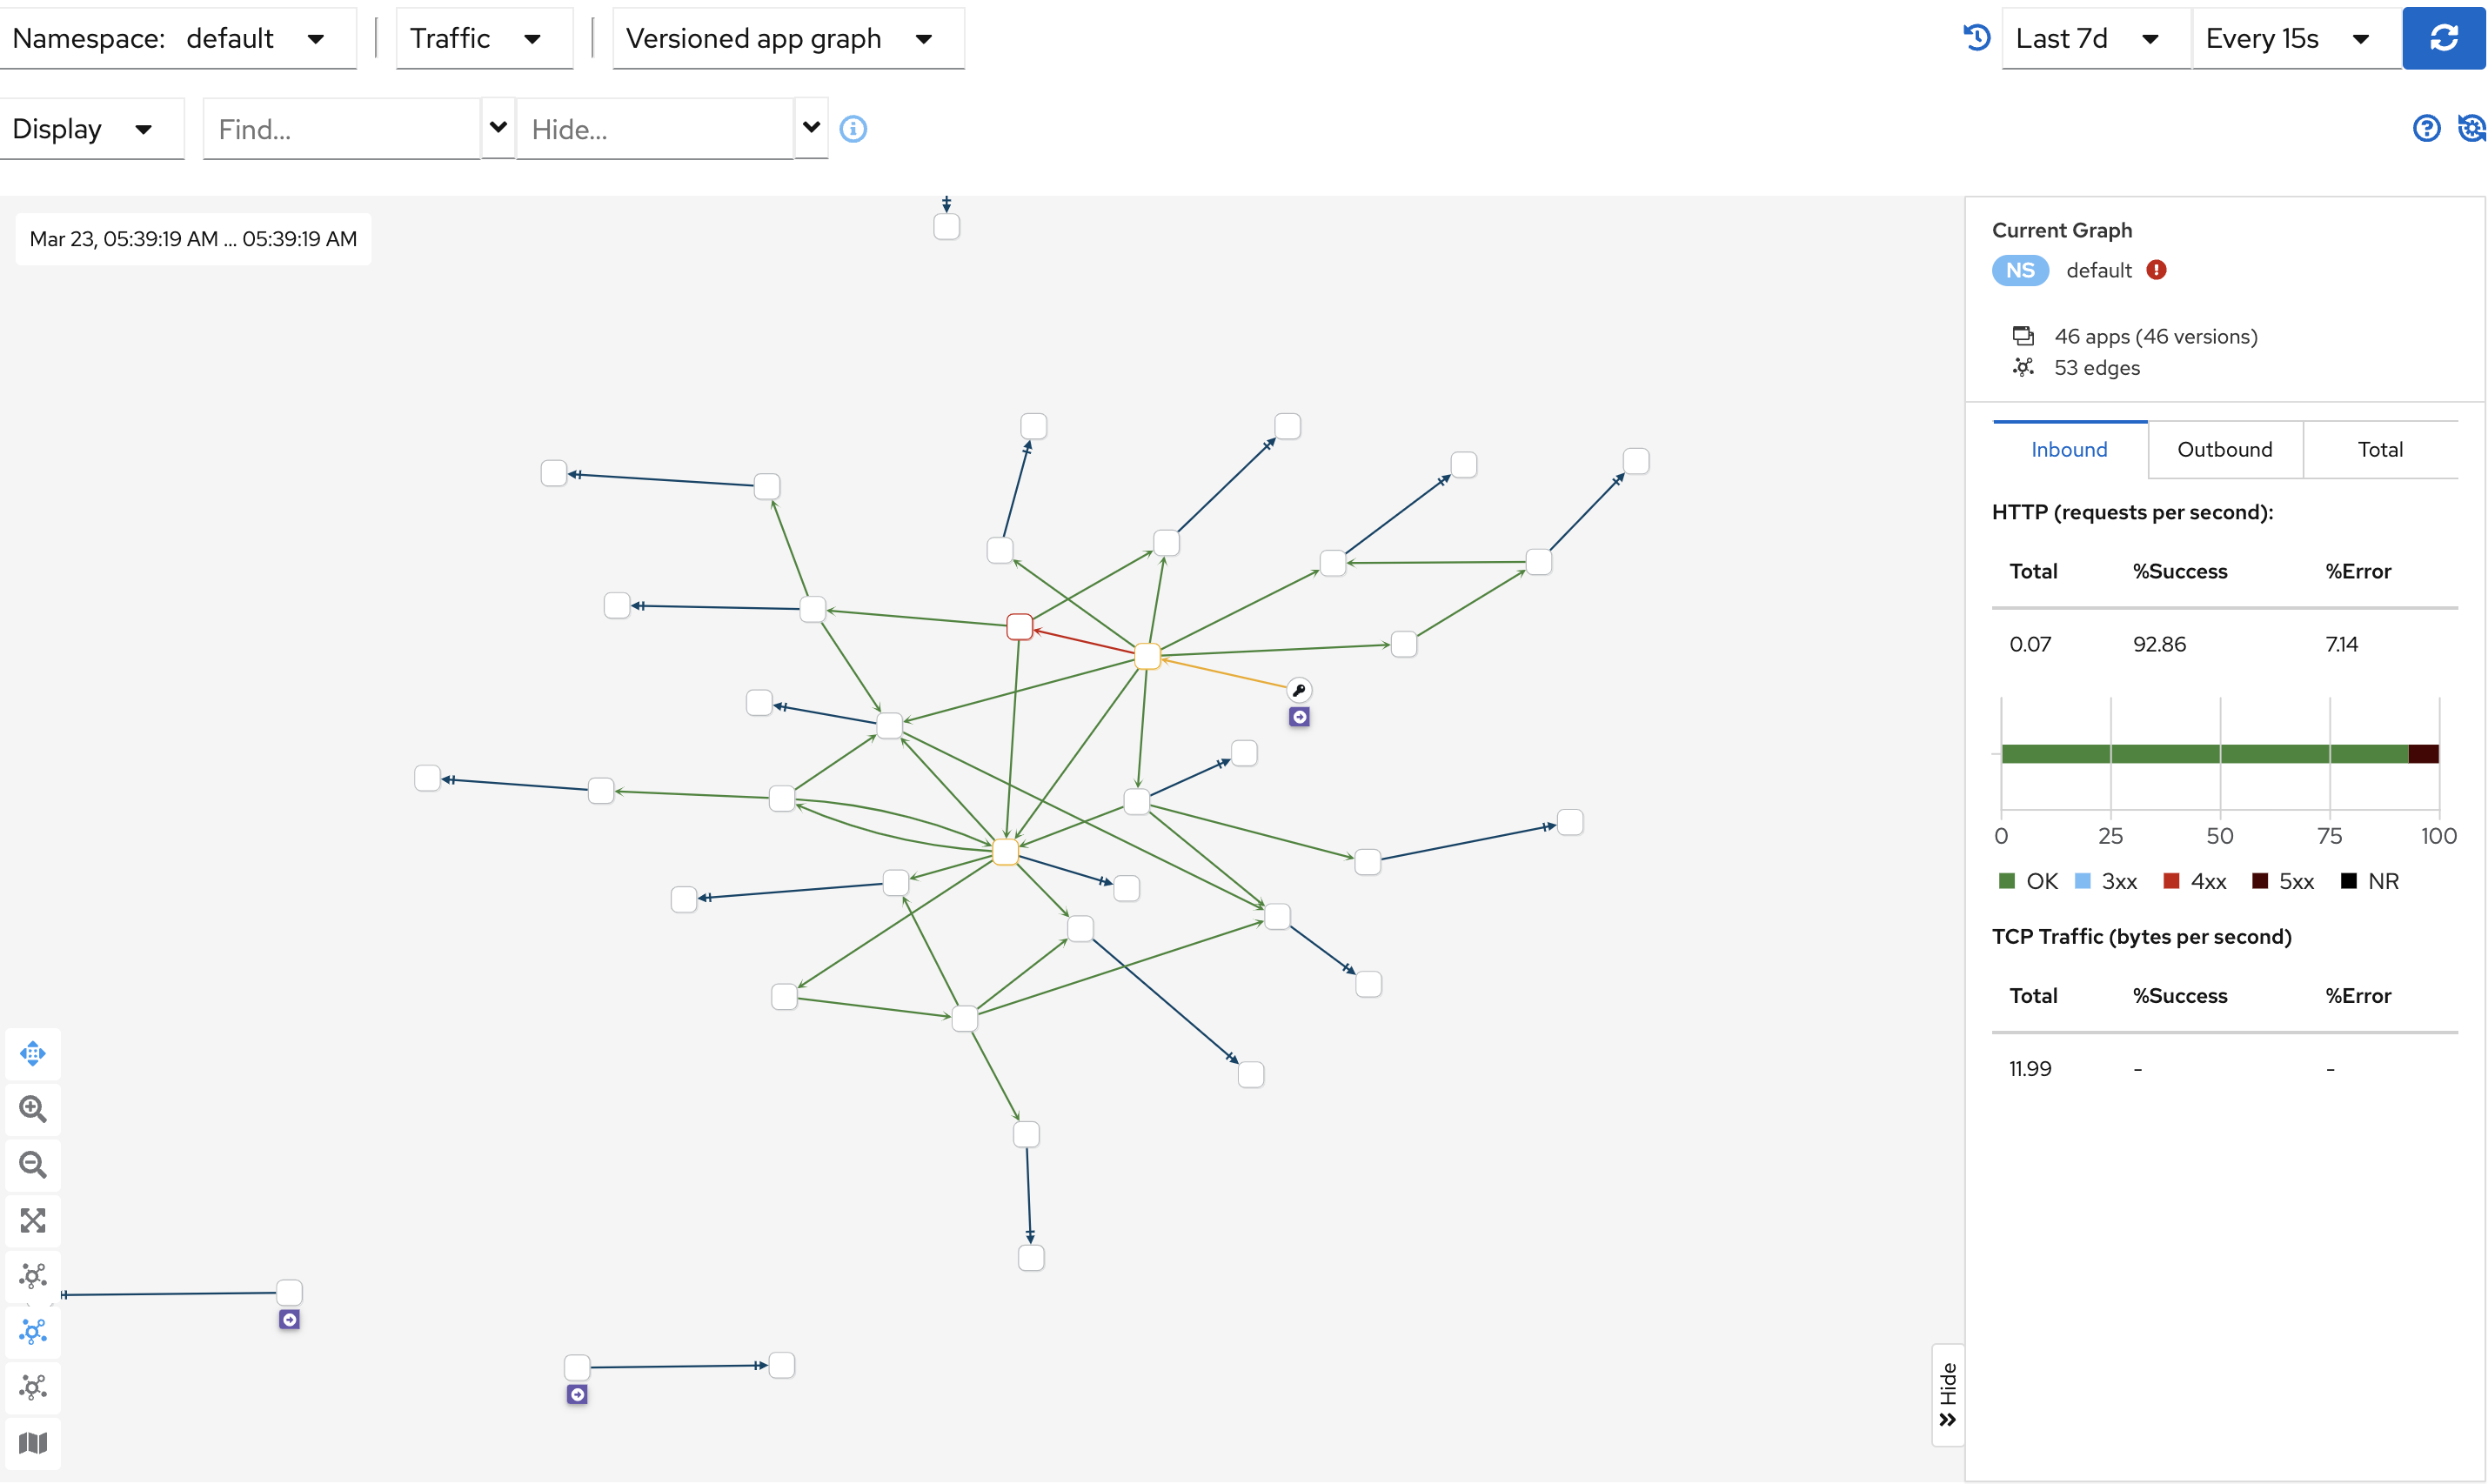 Namespace: default
Traffic
Versioned app graph
Last 7d
Every 15s
Display
Find...
Hide...
Mar 23, 05:39:19 AM ... 05:39:19 AM
Current Graph
NS default
46 apps (46 versions)
53 edges
Inbound
Outbound
Total
HTTP (requests per second):
Total %Success %Error
0.07 92.86 7.14
0 25 50 75 100
OK 3xx 4xx 5xx NR
TCP Traffic (bytes per second)
Total %Success %Error
11.99 - -
Hide